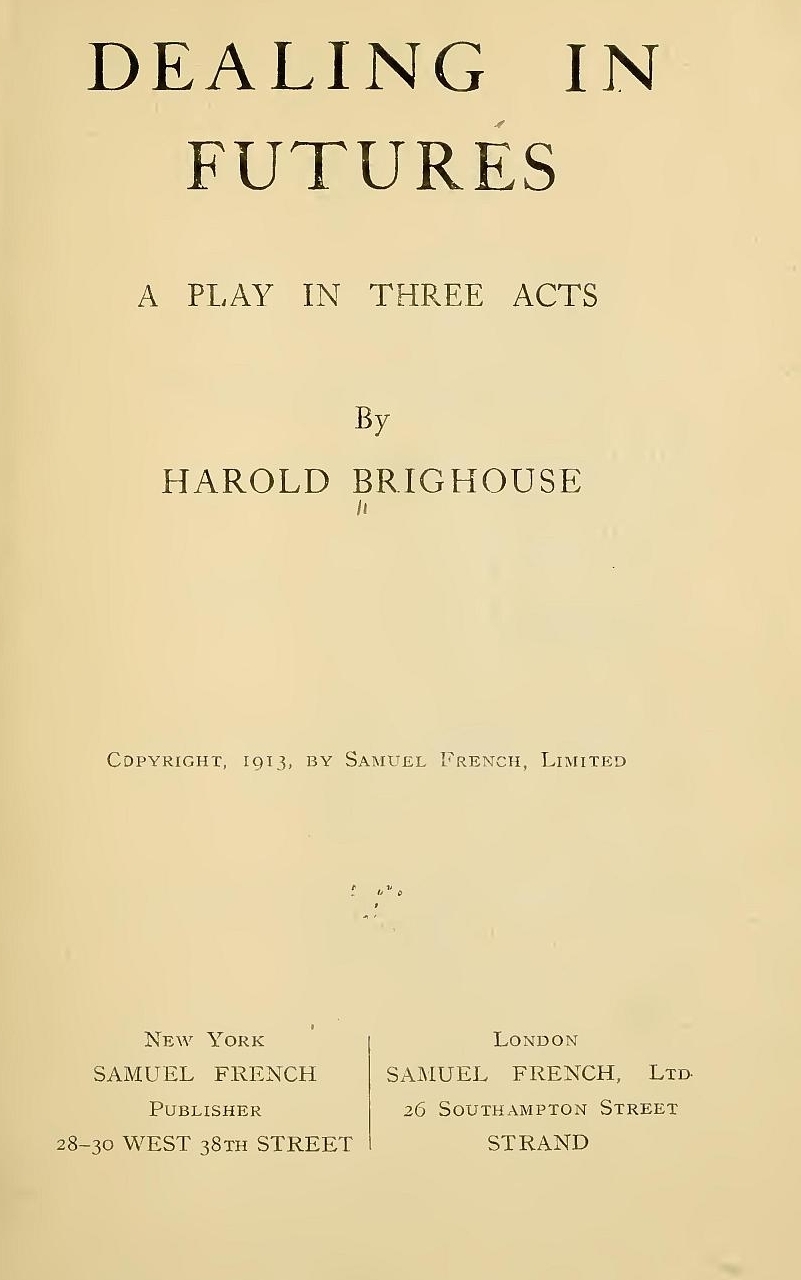 DEALING IN
FUTURES
A PLAY IN THREE ACTS
By
HAROLD BRIGHOUSE
COPYRIGHT, 1913, BY SAMUEL FRENCH, LIMITED
NEW YORK
SAMUEL FRENCH
PUBLISHER
28–30 WEST 38TH STREET
LONDON
SAMUEL FRENCH, LTD.
26 SOUTHAMPTON STREET
STRAND